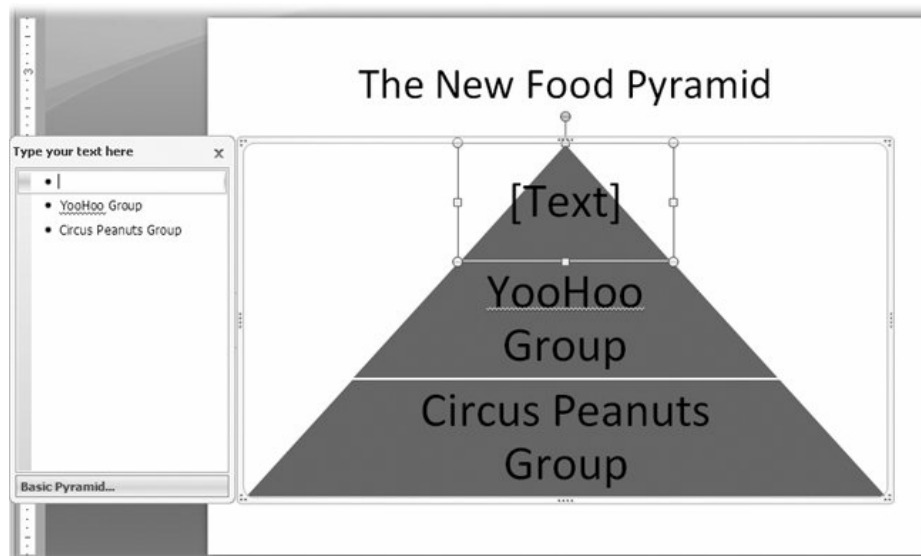 The New Food Pyramid
Type your text here x
YooHoo Group
Circus Peanuts Group
Basic Pyramid...
[Text]
YooHoo
Group
Circus Peanuts
Group
3